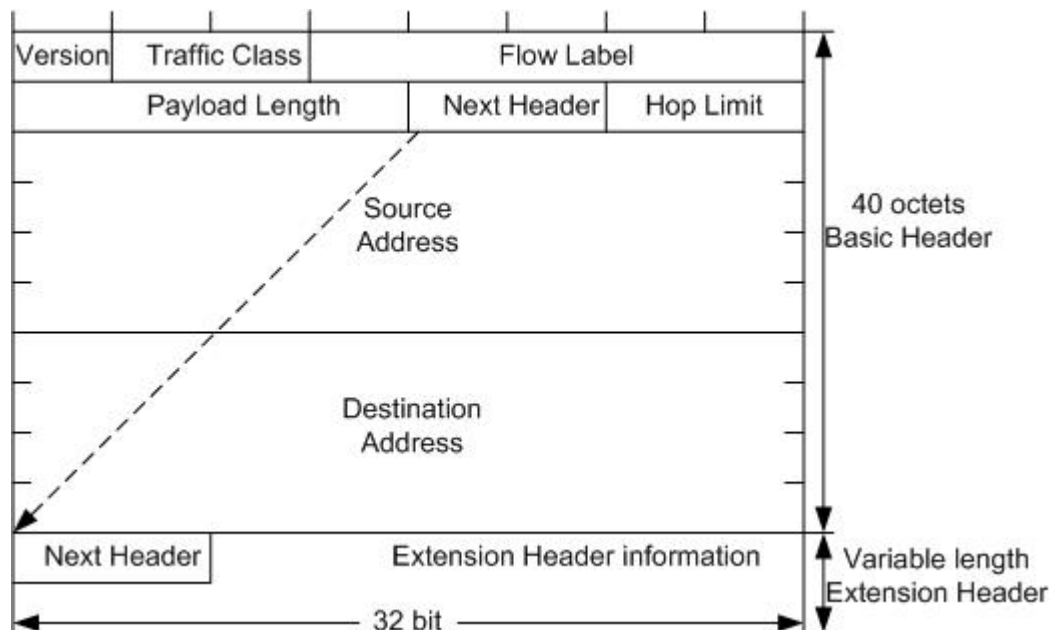 Version Traffic Class Flow Label
Payload Length Next Header Hop Limit
Source
Address
40 octets
Basic Header
Destination
Address
Next Header Extension Header information
Variable length
Extension Header
32 bit